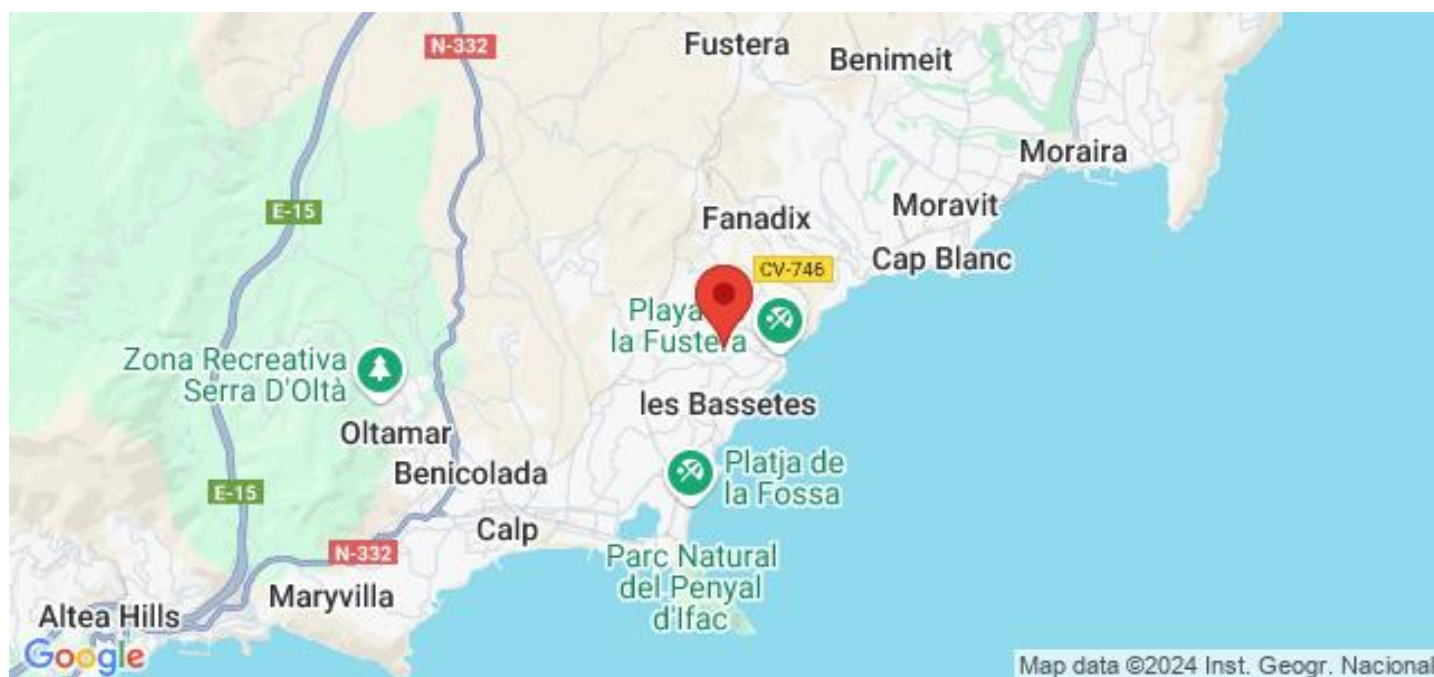 N-332
Fustera
Benimeit
Moraira
E-15
Fanadix
Moravit
Cap Blanc
CV-746
Playa
la Fustera
Zona Recreativa
Serra D'Oltà
les Bassetes
Oltamar
Benicolada
Platja de
la Fossa
E-15
Calp
N-332
Parc Natural
del Penyal
d'Ifac
Maryvilla
Altea Hills
Google
Map data ©2024 Inst. Geogr. Nacional